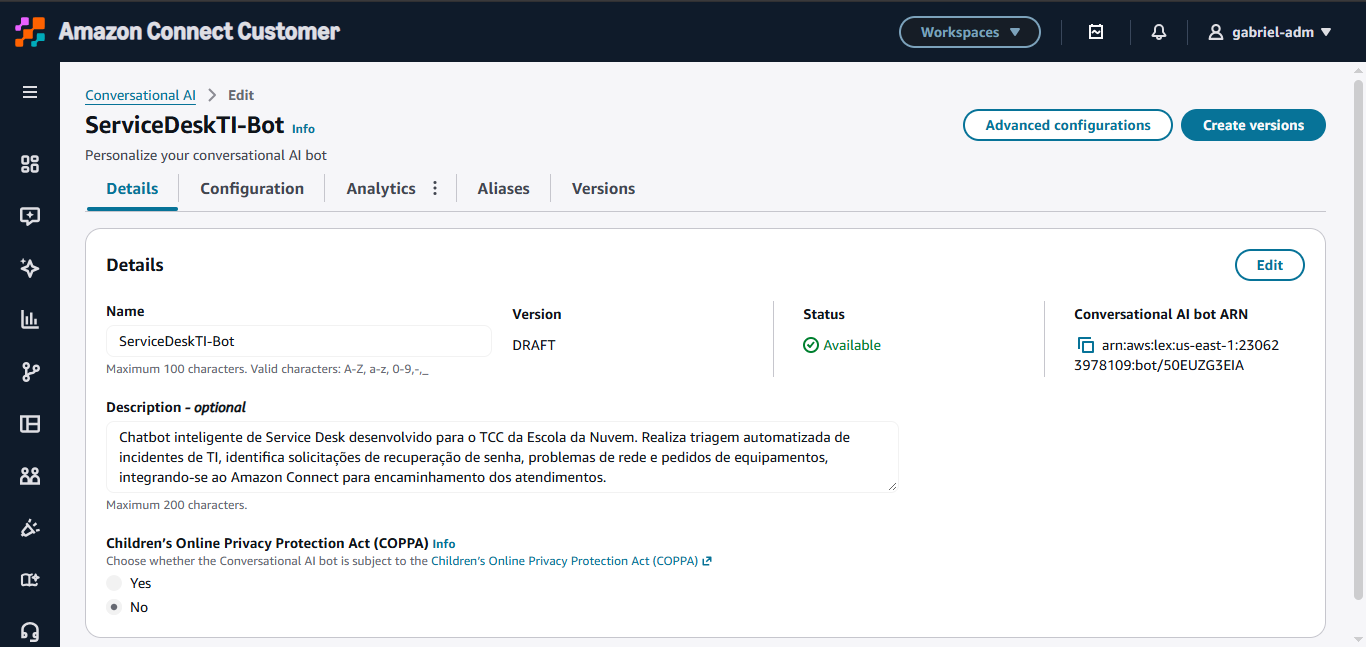 Amazon Connect Customer
Workspaces
gabriel-adm
Conversational AI > Edit
ServiceDeskTI-Bot Info
Personalize your conversational AI bot
Advanced configurations
Create versions
Details
Configuration
Analytics
Aliases
Versions
Details
Edit
Name
ServiceDeskTI-Bot
Maximum 100 characters. Valid characters: A-Z, a-z, 0-9,-,_
Version
DRAFT
Status
Available
Conversational AI bot ARN
arn:aws:lex:us-east-1:23062
3978109:bot/50EUZG3EIA
Description - optional
Chatbot inteligente de Service Desk desenvolvido para o TCC da Escola da Nuvem. Realiza triagem automatizada de
incidentes de TI, identifica solicitações de recuperação de senha, problemas de rede e pedidos de equipamentos,
integrando-se ao Amazon Connect para encaminhamento dos atendimentos.
Maximum 200 characters.
Children's Online Privacy Protection Act (COPPA) Info
Choose whether the Conversational AI bot is subject to the Children's Online Privacy Protection Act (COPPA)
Yes
No